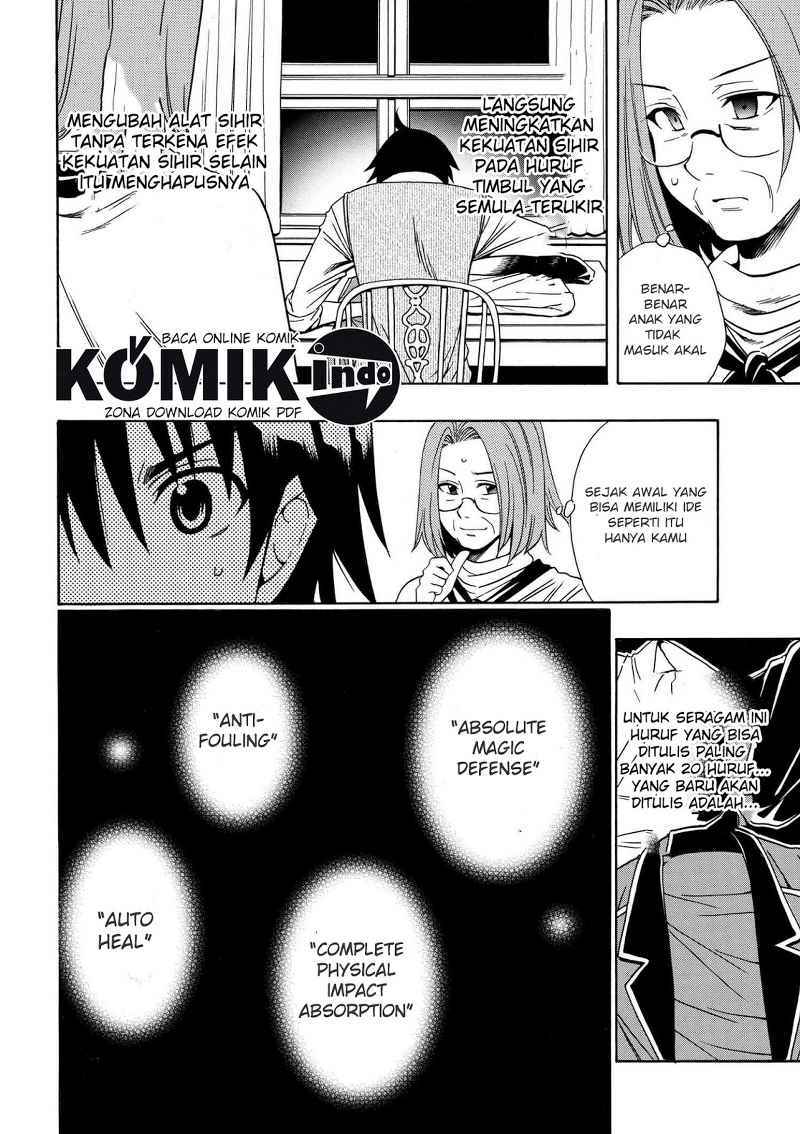 LANGSUNG
MENINGKATKAN
KEKUATAN SIHIR
PADA HURUF
TIMBUL YANG
SEMULA TERUKIR
BENAR-
BENAR
ANAK YANG
TIDAK
MASUK AKAL
MENGUBAH ALAT SIHIR
TANPA TERKENA EFEK
KEKUATAN SIHIR SELAIN
ITU MENGHAPUSNYA
BACA ONLINE KOMIK
KOMIK indo
ZONA DOWNLOAD KOMIK PDF
SEJAK AWAL YANG
BISA MEMILIKI IDE
SEPERTI ITU
HANYA KAMU
UNTUK SERAGAM INI
HURUF YANG BISA
DITULIS PALING
BANYAK 20 HURUF...
YANG BARU AKAN
DITULIS ADALAH...
"ABSOLUTE
MAGIC
DEFENSE"
"ANTI-
FOULING"
"COMPLETE
PHYSICAL
IMPACT
ABSORPTION"
"AUTO
HEAL"